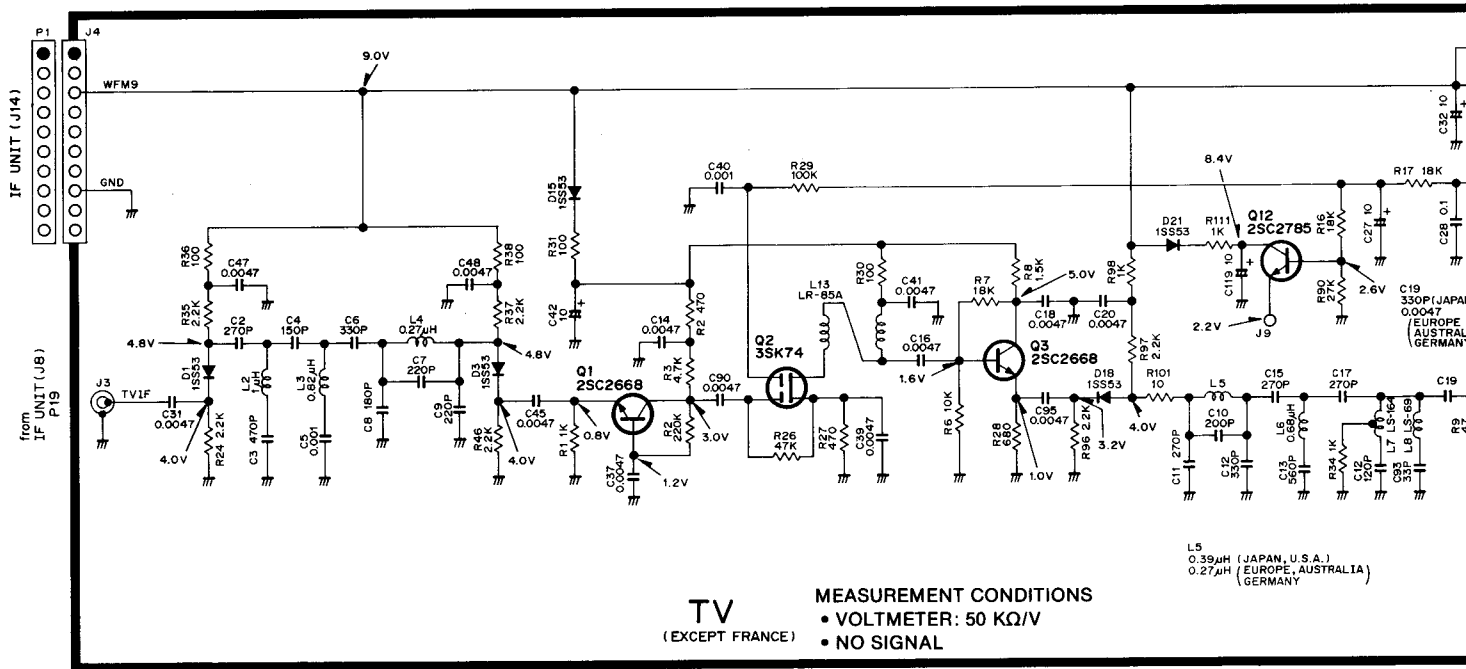 P1
J4
9.0V
WFM9
IF UNIT (J14)
GND
C32 10
+
C40
0.001
R29
100K
8.4V
R17 18K
D15
1SS53
D21
1SS53
R111
1K
Q12
2SC2785
R16
18K
C27 10
+
C28 0.1
R36
100
C47
0.0047
C48
0.0047
R38
100
R31
100
R30
100
C41
0.0047
L13
LR-85A
R7
18K
R8
1.5K
5.0V
R98
1K
C119 10
+
R90
27K
2.6V
R35
2.2K
R37
2.2K
C42
10
+
R2 470
C14
0.0047
C18
0.0047
C20
0.0047
2.2V
J9
C19
330P (JAPAN
0.0047
(EUROPE
AUSTRAL
GERMANY
C2
270P
C4
150P
C6
330P
L4
0.27µH
4.8V
4.8V
C7
220P
D1
1SS53
L2
1µH
L3
0.82µH
D3
1SS53
Q1
2SC2668
R3
4.7K
Q2
3SK74
C16
0.0047
1.6V
Q3
2SC2668
R97
2.2K
from
IF UNIT(J8)
P19
J3
TVIF
C31
0.0047
4.0V
R24 2.2K
C3 470P
C5
0.001
C8 180P
C9
220P
R46
2.2K
C45
0.0047
4.0V
R1 1K
0.8V
C37
0.0047
1.2V
R2
220K
3.0V
C90
0.0047
R26
47K
R27
470
C39
0.0047
R6 10K
R28
680
1.0V
C95
0.0047
D18
1SS53
R96 2.2K
3.2V
4.0V
R101
10
L5
C10
200P
C11 270P
C12
330P
C15
270P
L6
0.68µH
C13
560P
C17
270P
R34 1K
L7 LS-164
C12
120P
L8 LS-69
C93
33P
C19
R9
47
L5
0.39µH (JAPAN, U.S.A.)
0.27µH (EUROPE, AUSTRALIA)
GERMANY
TV
(EXCEPT FRANCE)
MEASUREMENT CONDITIONS
• VOLTMETER: 50 KΩ/V
• NO SIGNAL